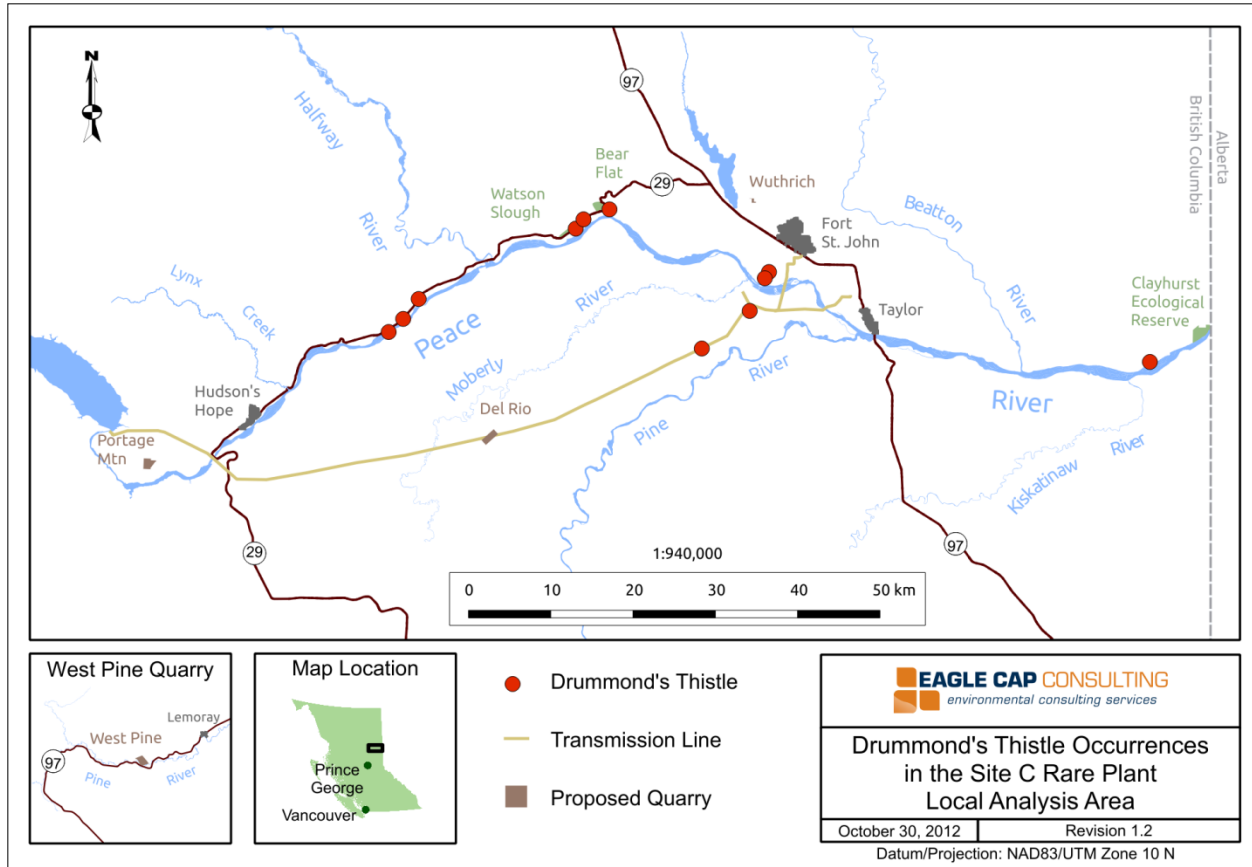 N
97
Halfway
River
Bear
Flat
29
Wuthrich
Watson
Slough
Fort
St. John
Beatton
River
British Columbia
Alberta
Lynx
Creek
Peace
River
Moberly
Taylor
Clayhurst
Ecological
Reserve
Hudson's
Hope
Del Rio
Pine
River
River
Portage
Mtn
Kiskatinaw
River
29
97
1:940,000
0 10 20 30 40 50 km
West Pine Quarry
Lemoray
West Pine
97
Pine
River
Map Location
Prince
George
Vancouver
Drummond's Thistle
Transmission Line
Proposed Quarry
EAGLE CAP CONSULTING
environmental consulting services
Drummond's Thistle Occurrences
in the Site C Rare Plant
Local Analysis Area
October 30, 2012
Revision 1.2
Datum/Projection: NAD83/UTM Zone 10 N